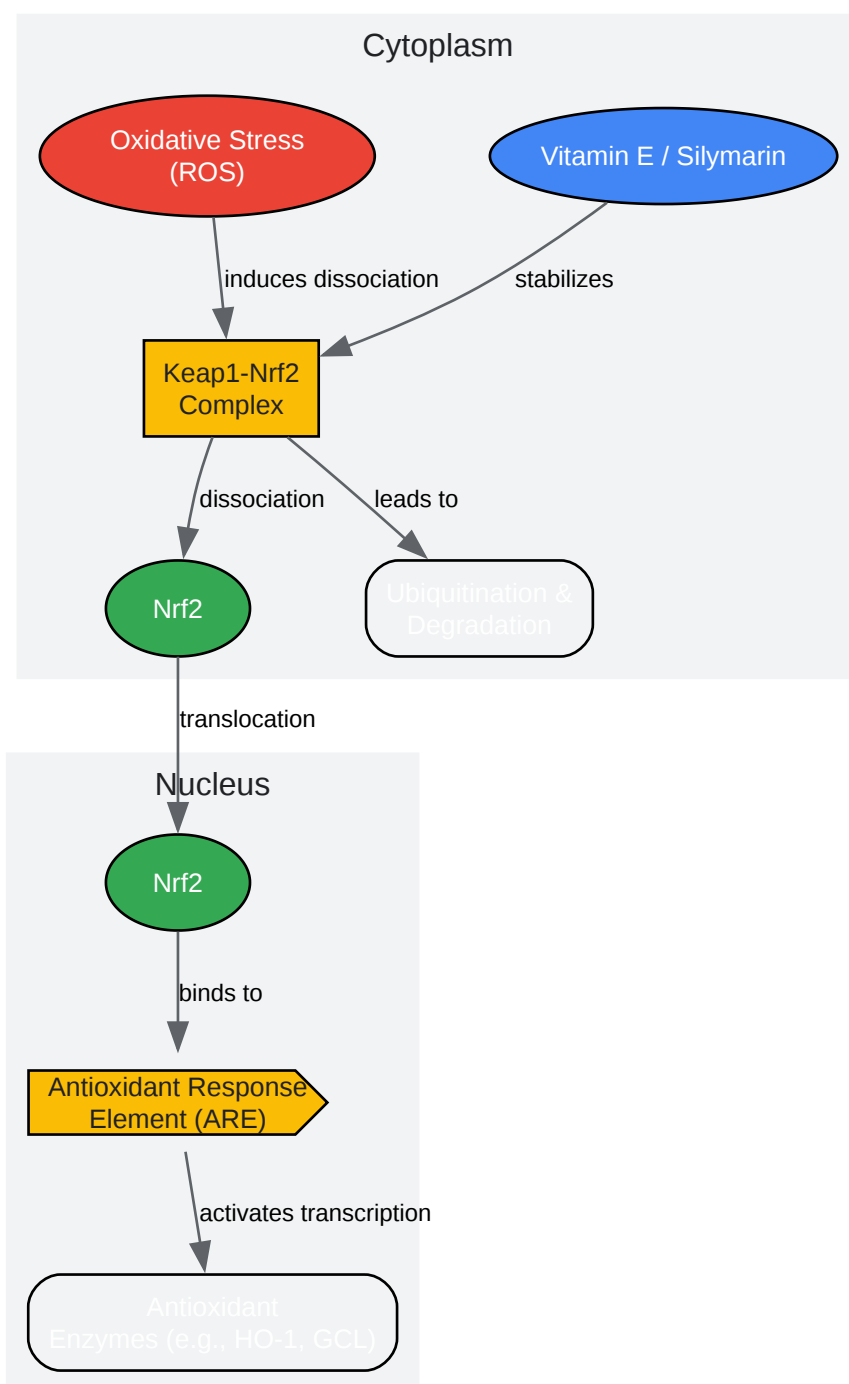 Cytoplasm
Oxidative Stress
(ROS)
Vitamin E / Silymarin
induces dissociation
stabilizes
Keap1-Nrf2
Complex
dissociation
leads to
Nrf2
Ubiquitination &
Degradation
translocation
Nucleus
Nrf2
binds to
Antioxidant Response
Element (ARE)
activates transcription
Antioxidant
Enzymes (e.g., HO-1, GCL)